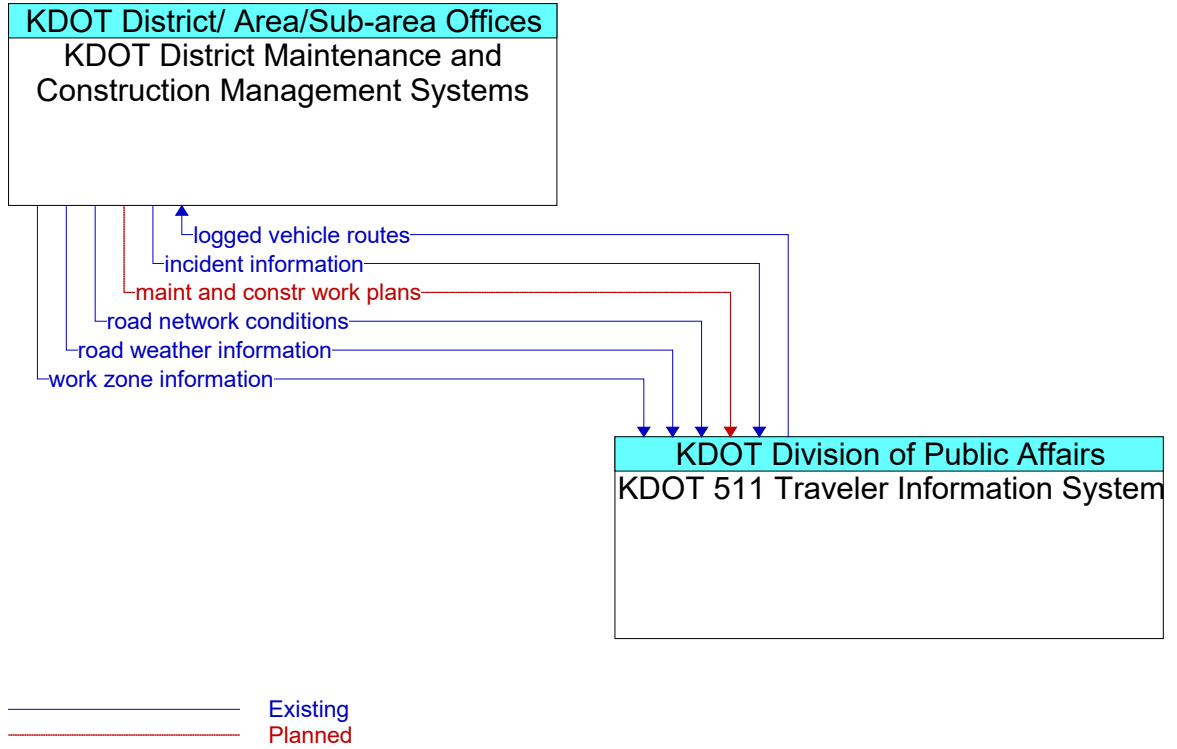 KDOT District/ Area/Sub-area Offices
KDOT District Maintenance and
Construction Management Systems
logged vehicle routes
incident information
maint and constr work plans
road network conditions
road weather information
work zone information
KDOT Division of Public Affairs
KDOT 511 Traveler Information System
Existing
Planned